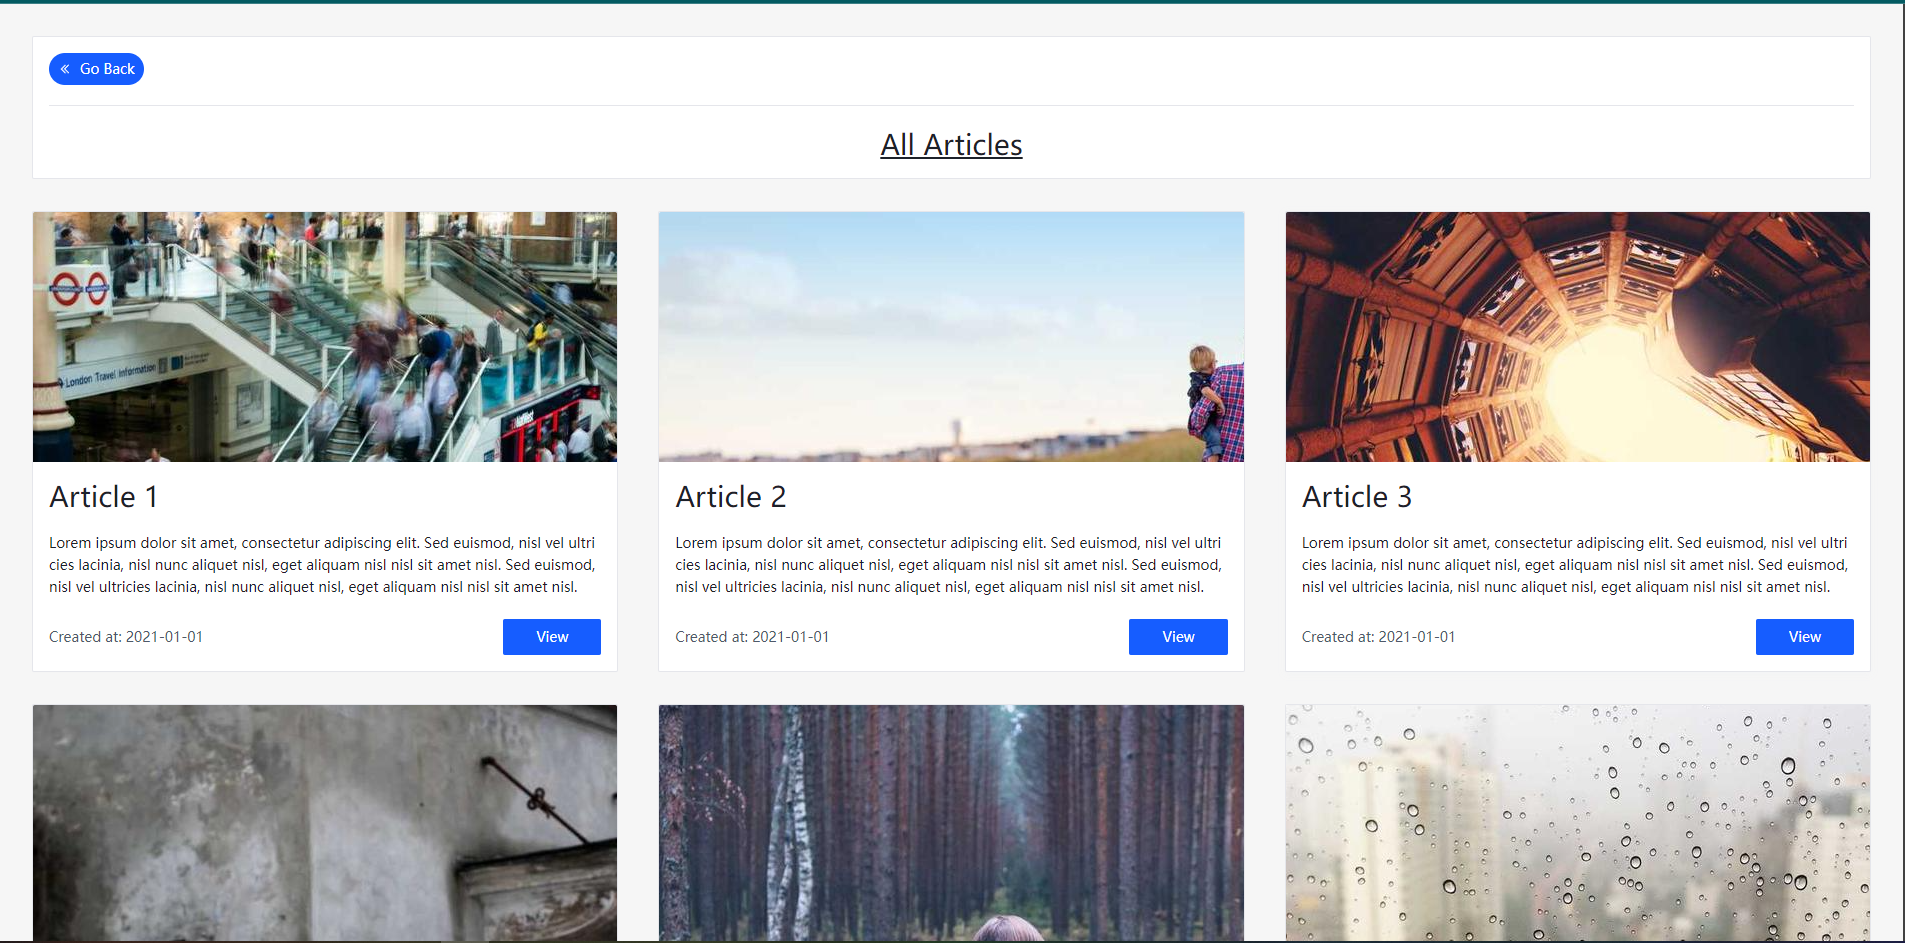 Go Back
All Articles
London Travel Information
NatWest
Article 1
Lorem ipsum dolor sit amet, consectetur adipiscing elit. Sed euismod, nisl vel ultri
cies lacinia, nisl nunc aliquet nisl, eget aliquam nisl nisl sit amet nisl. Sed euismod,
nisl vel ultricies lacinia, nisl nunc aliquet nisl, eget aliquam nisl nisl sit amet nisl.
Created at: 2021-01-01
View
Article 2
Lorem ipsum dolor sit amet, consectetur adipiscing elit. Sed euismod, nisl vel ultri
cies lacinia, nisl nunc aliquet nisl, eget aliquam nisl nisl sit amet nisl. Sed euismod,
nisl vel ultricies lacinia, nisl nunc aliquet nisl, eget aliquam nisl nisl sit amet nisl.
Created at: 2021-01-01
View
Article 3
Lorem ipsum dolor sit amet, consectetur adipiscing elit. Sed euismod, nisl vel ultri
cies lacinia, nisl nunc aliquet nisl, eget aliquam nisl nisl sit amet nisl. Sed euismod,
nisl vel ultricies lacinia, nisl nunc aliquet nisl, eget aliquam nisl nisl sit amet nisl.
Created at: 2021-01-01
View